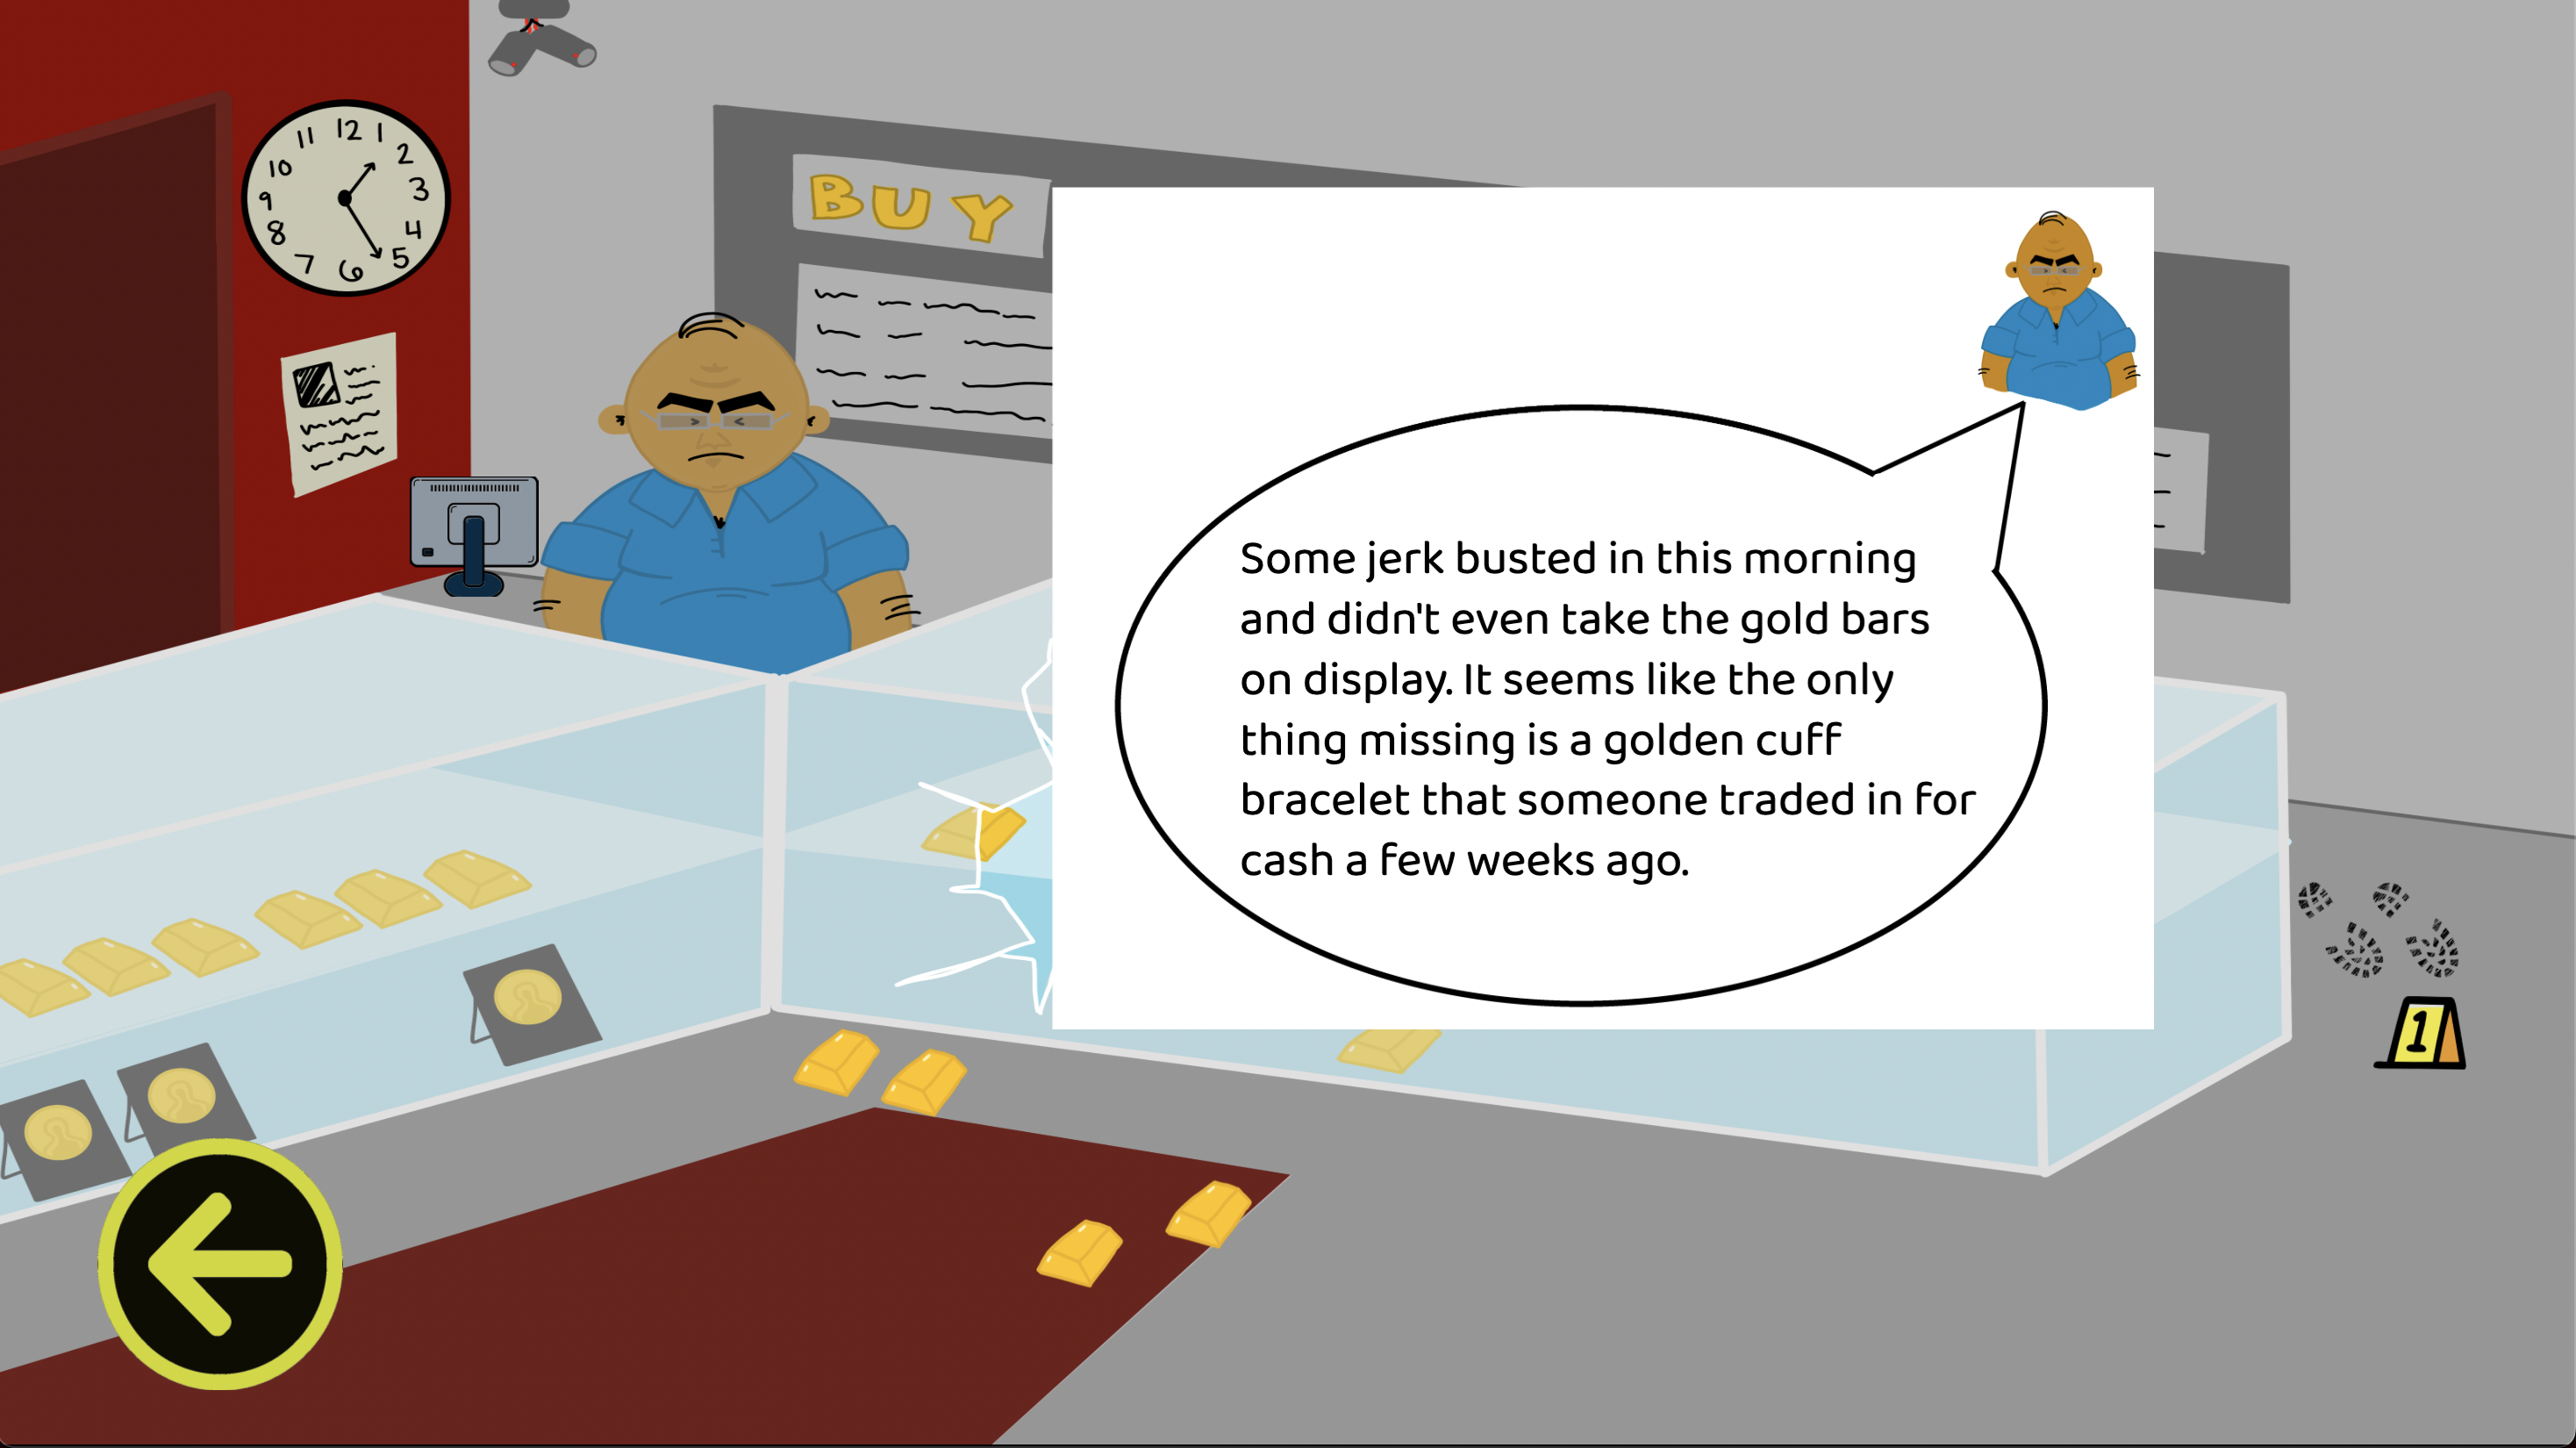 12
11
1
10
2
9
3
8
4
7
5
6
BUY
Some jerk busted in this morning
and didn't even take the gold bars
on display. It seems like the only
thing missing is a golden cuff
bracelet that someone traded in for
cash a few weeks ago.
1